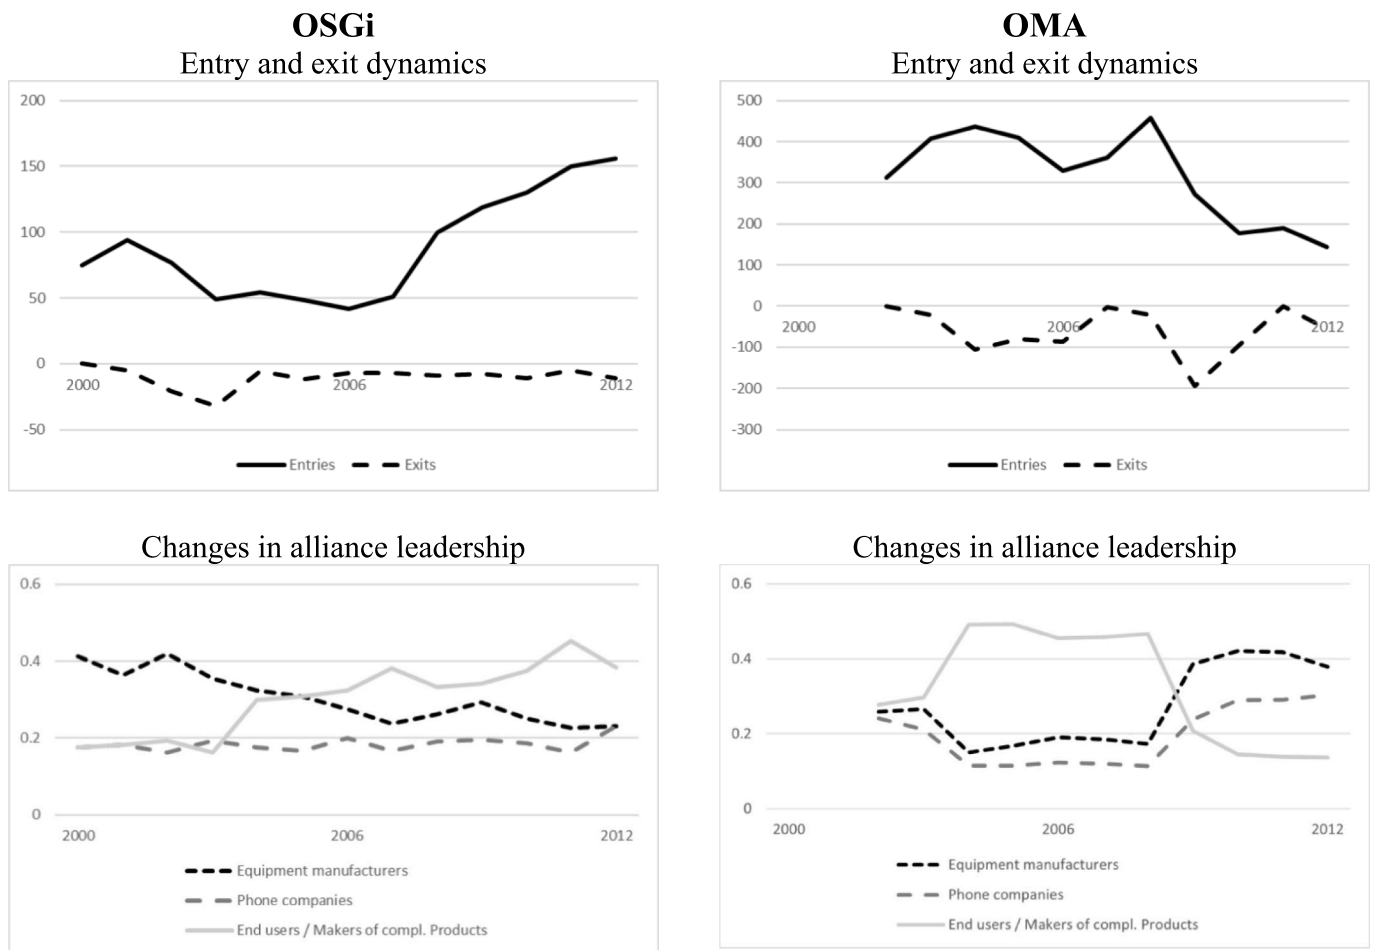 OSGi
Entry and exit dynamics
200
150
100
50
0
2000
2006
2012
-50
Entries
Exits
OMA
Entry and exit dynamics
500
400
300
200
100
0
2000
2006
2012
-100
-200
-300
Entries
Exits
Changes in alliance leadership
0.6
0.4
0.2
0
2000
2006
2012
Equipment manufacturers
Phone companies
End users / Makers of compl. Products
Changes in alliance leadership
0.6
0.4
0.2
0
2000
2006
2012
Equipment manufacturers
Phone companies
End users / Makers of compl. Products